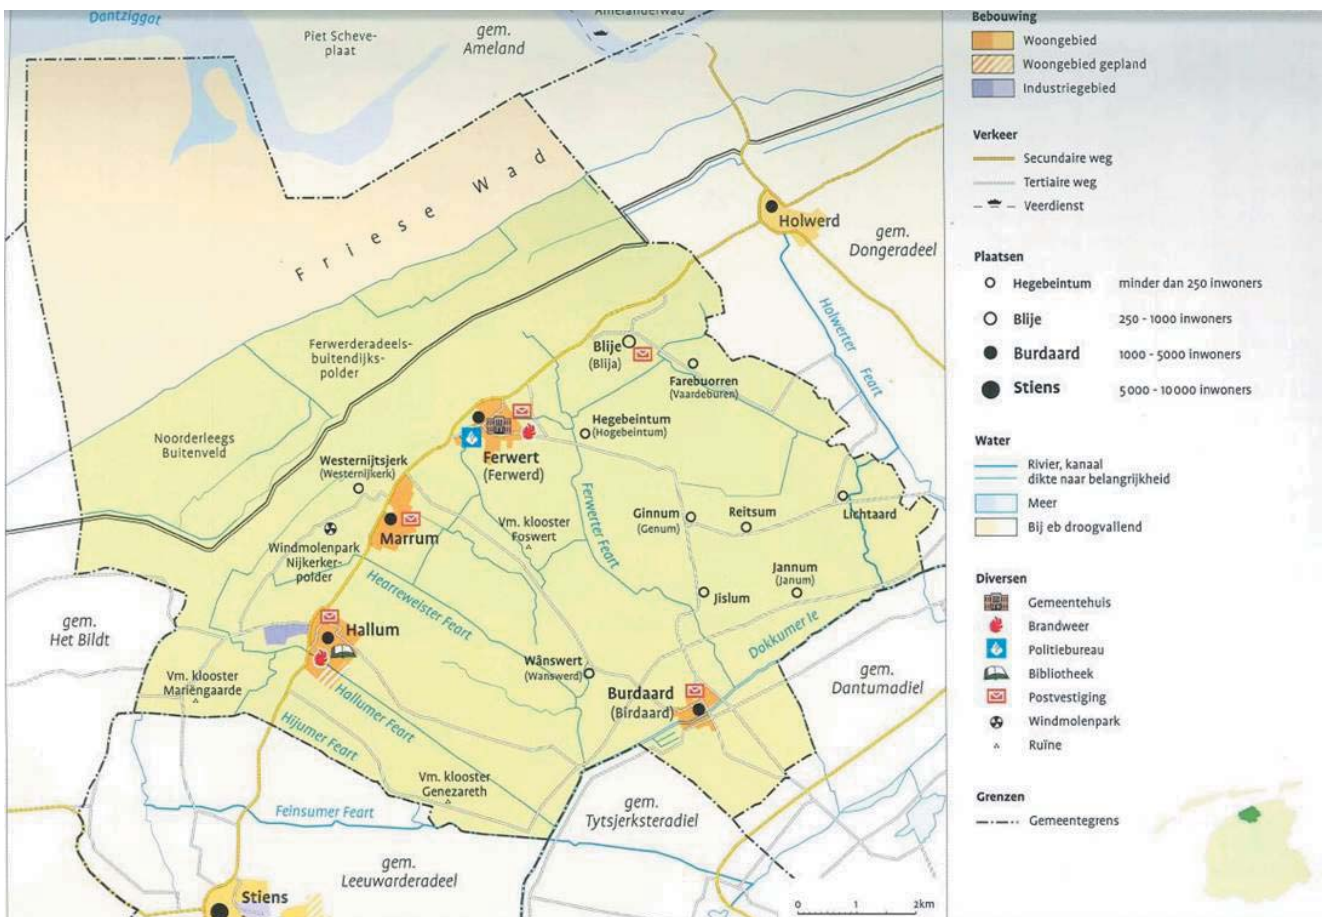 Dantziggat
Piet Scheve-
plaat
gem.
Ameland
Amelanderwad
Friese Wad
Holwerd
gem.
Dongeradeel
Holwerter
Feart
Ferwerderadeels-
buitendijks-
polder
Blije
(Blija)
Farebuorren
(Vaardeburen)
Noorderleegs
Buitenveld
Hegebeintum
(Hogebeintum)
Ferwert
(Ferwerd)
Westernijtsjerk
(Westernijkerk)
Ferwerter Feart
Marrum
Vm. klooster
Foswert
Ginnum
(Genum)
Reitsum
Lichtaard
Windmolenpark
Nijkerker-
polder
Hearreweister Feart
Jannum
(Janum)
Jislum
gem.
Het Bildt
Hallum
Dokkumer Ie
Wânswert
(Wanswerd)
Vm. klooster
Mariëngaarde
Burdaard
(Birdaard)
gem.
Dantumadiel
Hallumer Feart
Hijumer Feart
Vm. klooster
Genezareth
Feinsumer Feart
gem.
Tytsjerksteradiel
gem.
Leeuwarderadeel
Stiens
0 1 2km
Bebouwing
Woongebied
Woongebied gepland
Industriegebied
Verkeer
Secundaire weg
Tertiaire weg
Veerdienst
Plaatsen
Hegebeintum minder dan 250 inwoners
Blije 250 - 1000 inwoners
Burdaard 1000 - 5000 inwoners
Stiens 5000 - 10000 inwoners
Water
Rivier, kanaal
dikte naar belangrijkheid
Meer
Bij eb droogvallend
Diversen
Gemeentehuis
Brandweer
Politiebureau
Bibliotheek
Postvestiging
Windmolenpark
Ruïne
Grenzen
Gemeentegrens